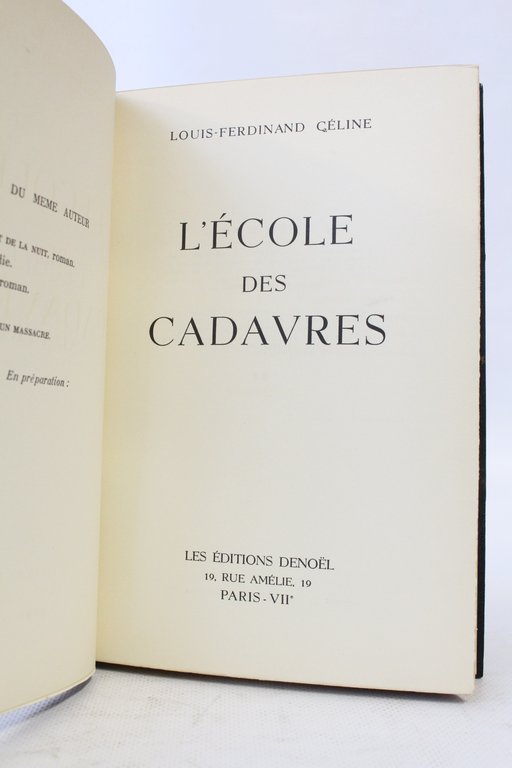 DU MEME AUTEUR
T DE LA NUIT, roman.
die.
roman.
UN MASSACRE.
En préparation :
LOUIS-FERDINAND CÉLINE
L'ÉCOLE
DES
CADAVRES
LES ÉDITIONS DENOËL
19, RUE AMÉLIE, 19
PARIS-VIIe